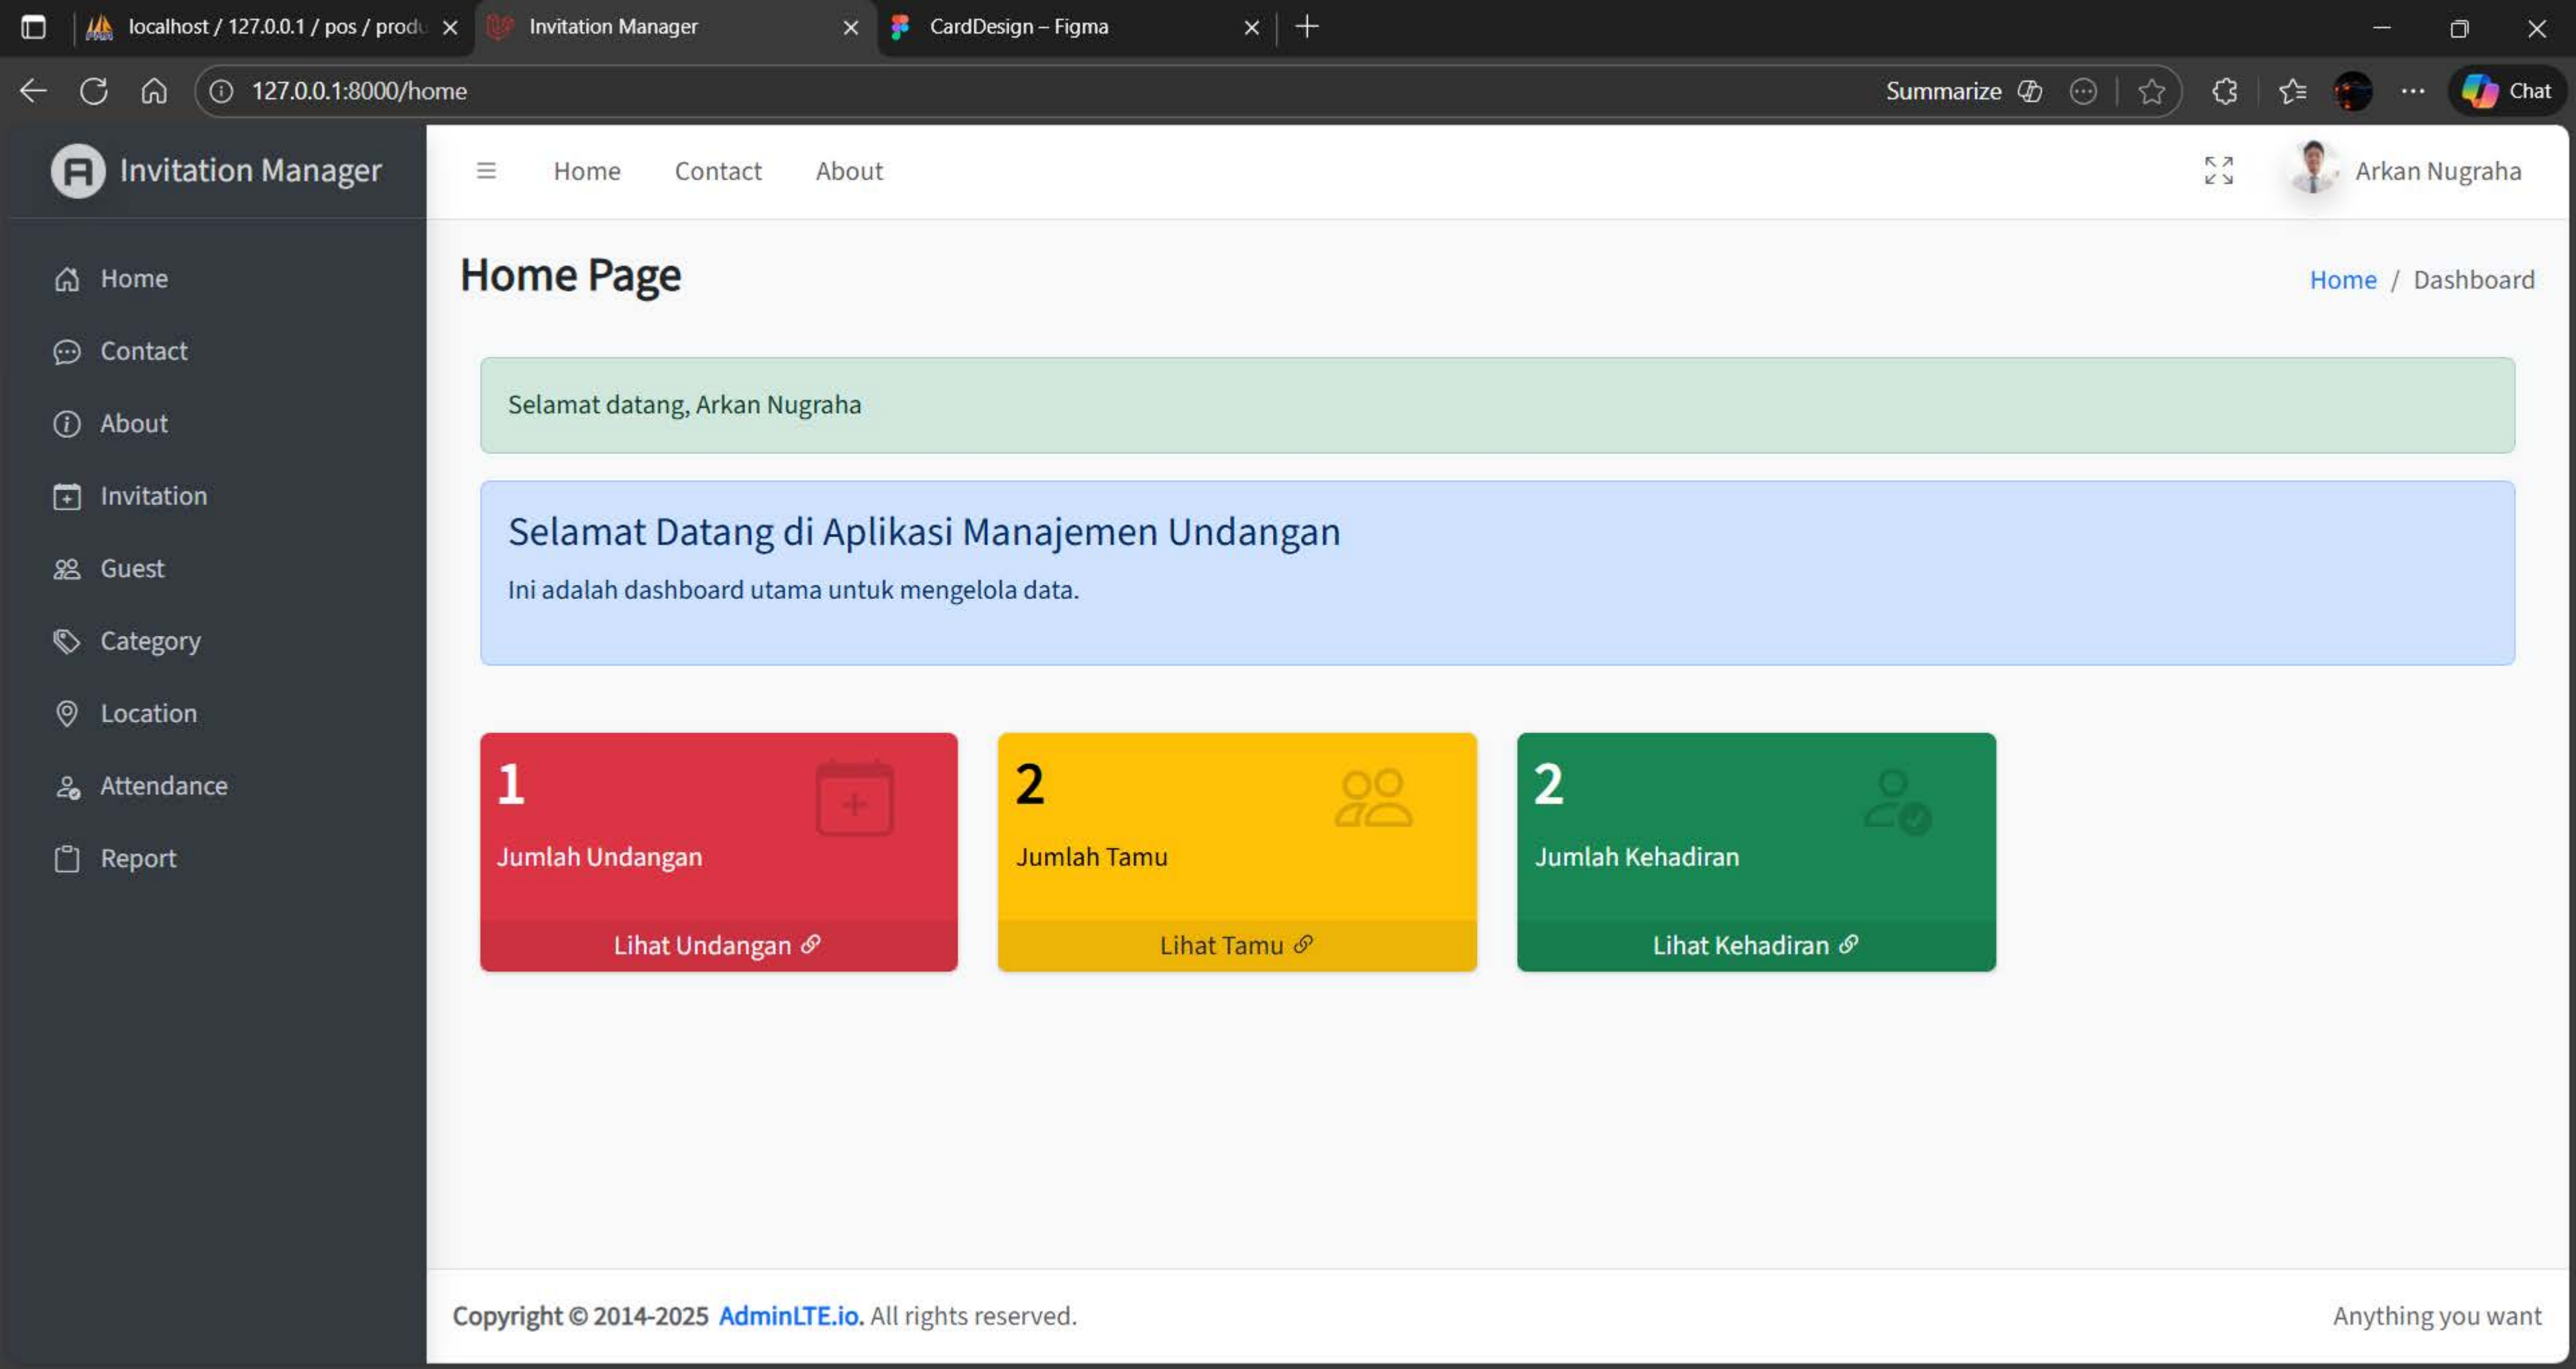 localhost / 127.0.0.1 / pos / produ
Invitation Manager
CardDesign – Figma
127.0.0.1:8000/home
Summarize
Chat
Invitation Manager
Home
Contact
About
Arkan Nugraha
Home
Contact
About
Invitation
Guest
Category
Location
Attendance
Report
Home Page
Home / Dashboard
Selamat datang, Arkan Nugraha
Selamat Datang di Aplikasi Manajemen Undangan
Ini adalah dashboard utama untuk mengelola data.
1
Jumlah Undangan
Lihat Undangan
2
Jumlah Tamu
Lihat Tamu
2
Jumlah Kehadiran
Lihat Kehadiran
Copyright © 2014-2025 AdminLTE.io. All rights reserved.
Anything you want